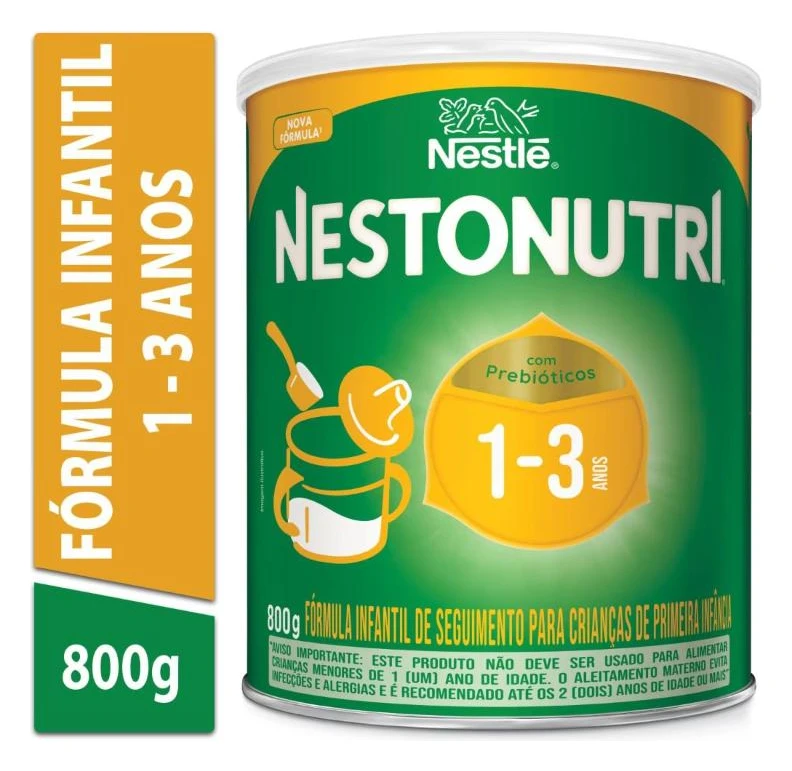 FÓRMULA INFANTIL
1 - 3 ANOS
800g
NOVA
FÓRMULA¹
Nestlé®
NESTONUTRI
com
Prebióticos
1-3 ANOS
800g FÓRMULA INFANTIL DE SEGUIMENTO PARA CRIANÇAS DE PRIMEIRA INFÂNCIA
"AVISO IMPORTANTE: ESTE PRODUTO NÃO DEVE SER USADO PARA ALIMENTAR
CRIANÇAS MENORES DE 1 (UM) ANO DE IDADE. O ALEITAMENTO MATERNO EVITA
INFECÇÕES E ALERGIAS E É RECOMENDADO ATÉ OS 2 (DOIS) ANOS DE IDADE OU MAIS"